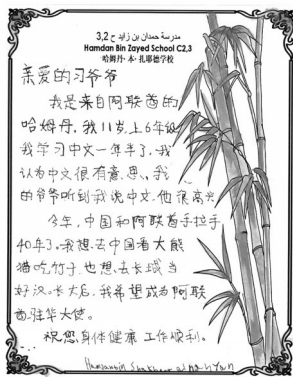 مدرسة حمدان بن زايد ح 3,2
Hamdan Bin Zayed School C2,3
哈姆丹·本·扎耶德学校
亲爱的习爷爷
我是来自阿联酋的
哈姆丹,我11岁,上6年级
我学习中文一年半了,我
认为中文很有意思,我
的爷爷听到我说中文,他很高兴
今年,中国和阿联酋手拉手
40年了。我想去中国看大熊
猫吃竹子,也想去长城当
好汉。长大后,我希望成为阿联
酋驻华大使。
祝您身体健康 工作顺利。